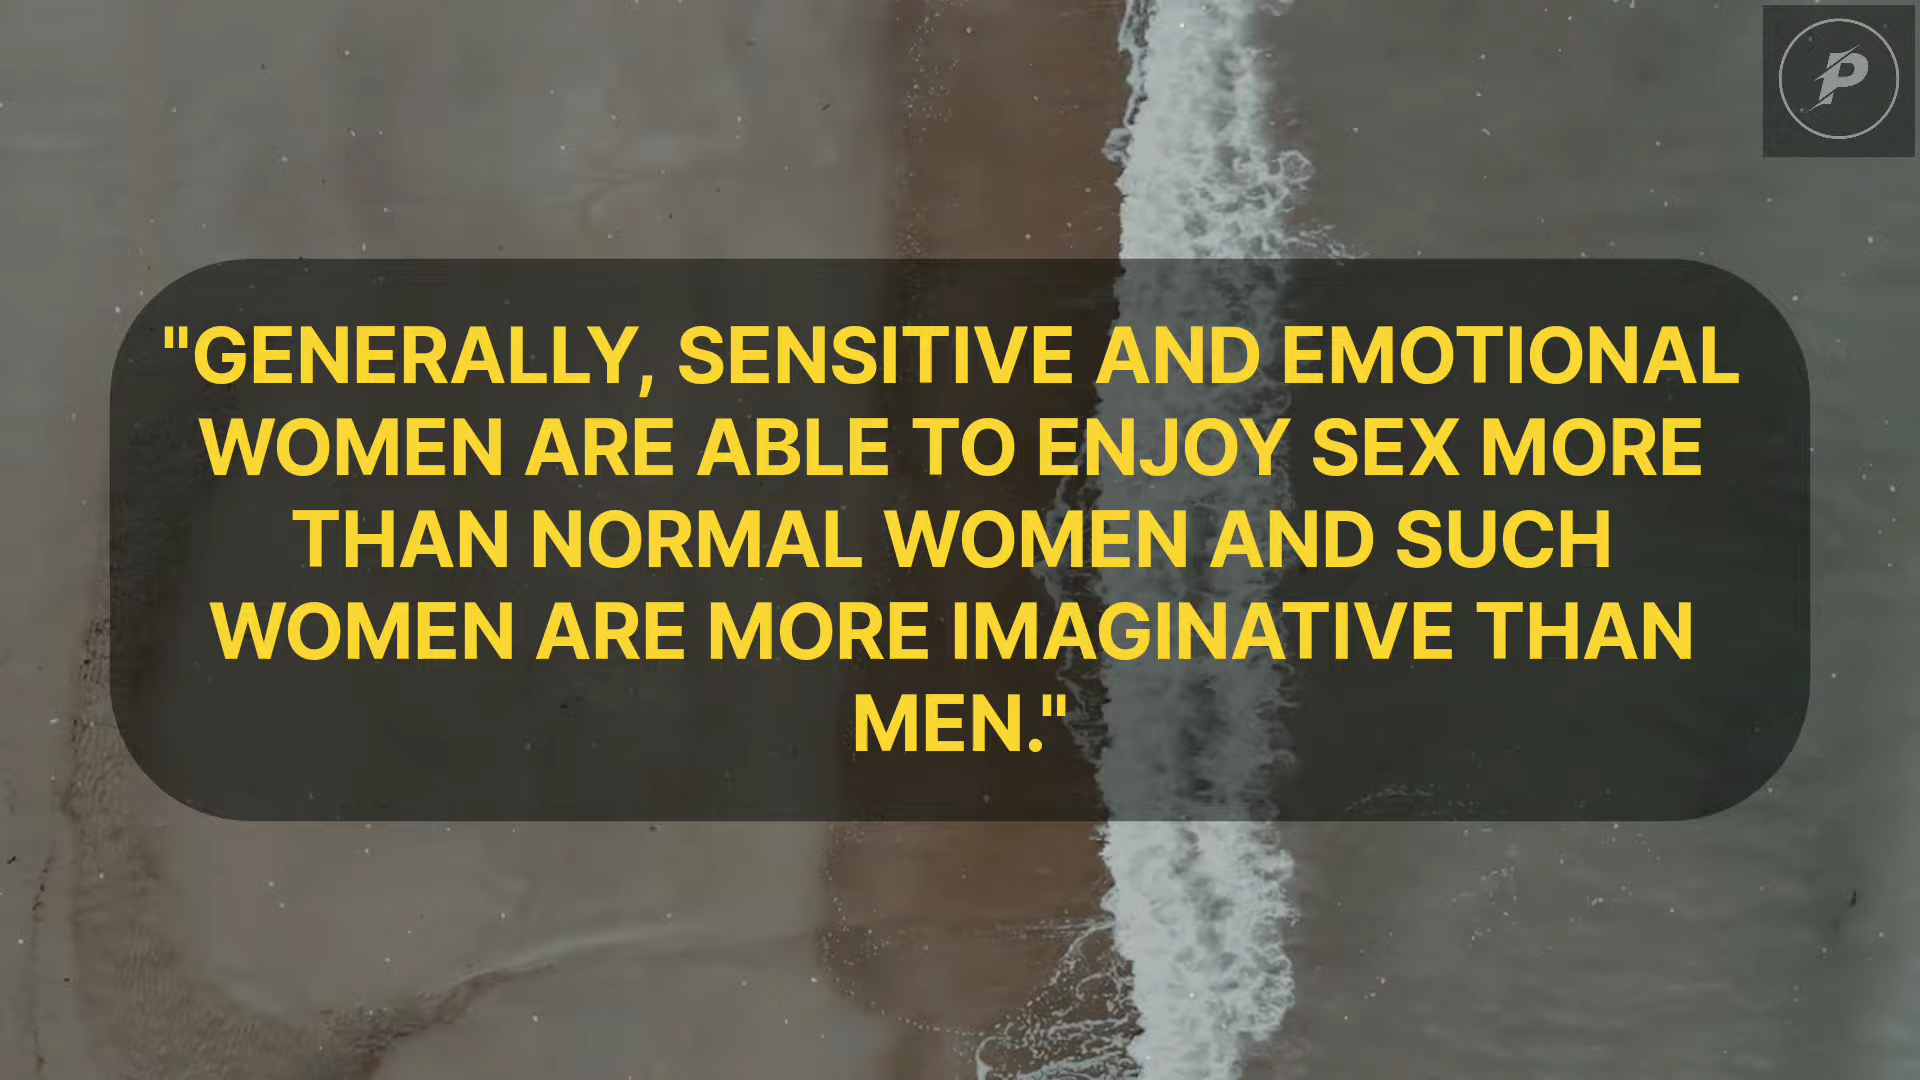 "GENERALLY, SENSITIVE AND EMOTIONAL
WOMEN ARE ABLE TO ENJOY SEX MORE
THAN NORMAL WOMEN AND SUCH
WOMEN ARE MORE IMAGINATIVE THAN
MEN."
P